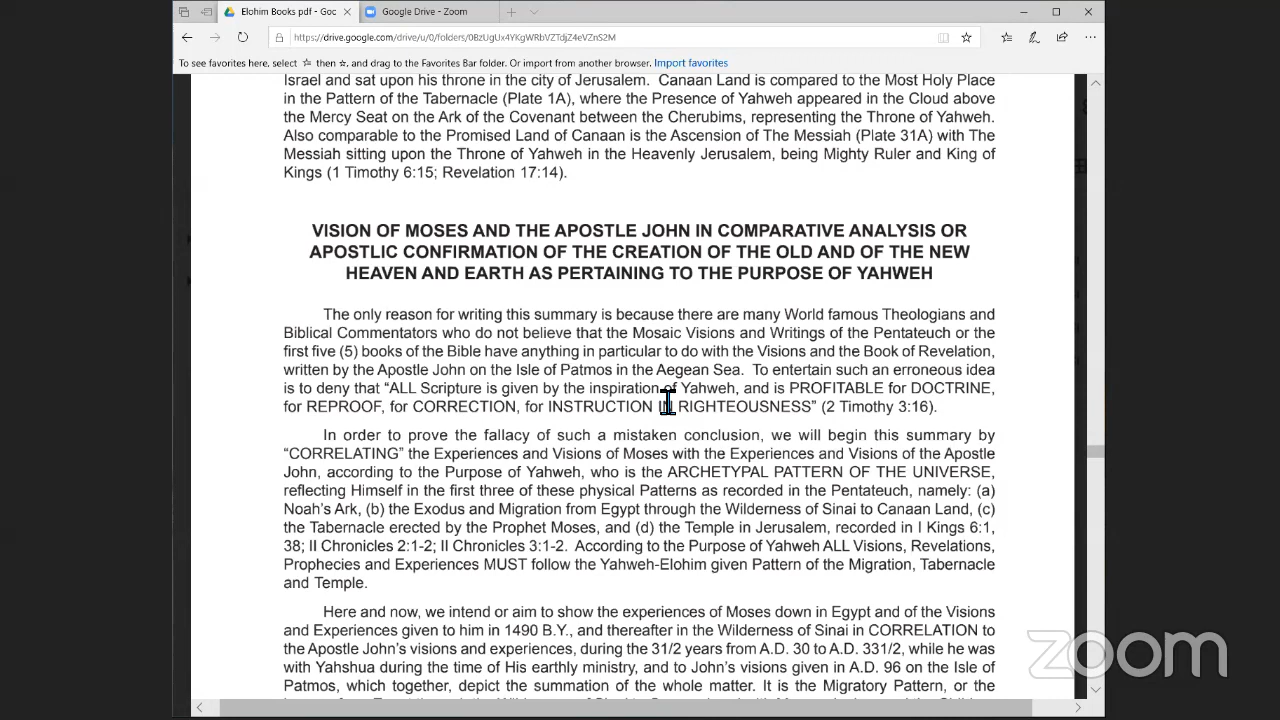 Elohim Books pdf - Goc
Google Drive - Zoom
https://drive.google.com/drive/u/0/folders/0BzUgUx4YKgWRbVZTdjZ4eVZnS2M
To see favorites here, select ☆ then ☆, and drag to the Favorites Bar folder. Or import from another browser. Import favorites
Israel and sat upon his throne in the city of Jerusalem. Canaan Land is compared to the Most Holy Place
in the Pattern of the Tabernacle (Plate 1A), where the Presence of Yahweh appeared in the Cloud above
the Mercy Seat on the Ark of the Covenant between the Cherubims, representing the Throne of Yahweh.
Also comparable to the Promised Land of Canaan is the Ascension of The Messiah (Plate 31A) with The
Messiah sitting upon the Throne of Yahweh in the Heavenly Jerusalem, being Mighty Ruler and King of
Kings (1 Timothy 6:15; Revelation 17:14).
VISION OF MOSES AND THE APOSTLE JOHN IN COMPARATIVE ANALYSIS OR
APOSTLIC CONFIRMATION OF THE CREATION OF THE OLD AND OF THE NEW
HEAVEN AND EARTH AS PERTAINING TO THE PURPOSE OF YAHWEH
The only reason for writing this summary is because there are many World famous Theologians and
Biblical Commentators who do not believe that the Mosaic Visions and Writings of the Pentateuch or the
first five (5) books of the Bible have anything in particular to do with the Visions and the Book of Revelation,
written by the Apostle John on the Isle of Patmos in the Aegean Sea. To entertain such an erroneous idea
is to deny that “ALL Scripture is given by the inspiration of Yahweh, and is PROFITABLE for DOCTRINE,
for REPROOF, for CORRECTION, for INSTRUCTION IN RIGHTEOUSNESS” (2 Timothy 3:16).
In order to prove the fallacy of such a mistaken conclusion, we will begin this summary by
“CORRELATING” the Experiences and Visions of Moses with the Experiences and Visions of the Apostle
John, according to the Purpose of Yahweh, who is the ARCHETYPAL PATTERN OF THE UNIVERSE,
reflecting Himself in the first three of these physical Patterns as recorded in the Pentateuch, namely: (a)
Noah’s Ark, (b) the Exodus and Migration from Egypt through the Wilderness of Sinai to Canaan Land, (c)
the Tabernacle erected by the Prophet Moses, and (d) the Temple in Jerusalem, recorded in I Kings 6:1,
38; II Chronicles 2:1-2; II Chronicles 3:1-2. According to the Purpose of Yahweh ALL Visions, Revelations,
Prophecies and Experiences MUST follow the Yahweh-Elohim given Pattern of the Migration, Tabernacle
and Temple.
Here and now, we intend or aim to show the experiences of Moses down in Egypt and of the Visions
and Experiences given to him in 1490 B.Y., and thereafter in the Wilderness of Sinai in CORRELATION to
the Apostle John’s visions and experiences, during the 31/2 years from A.D. 30 to A.D. 331/2, while he was
with Yahshua during the time of His earthly ministry, and to John’s visions given in A.D. 96 on the Isle of
Patmos, which together, depict the summation of the whole matter. It is the Migratory Pattern, or the
zoom